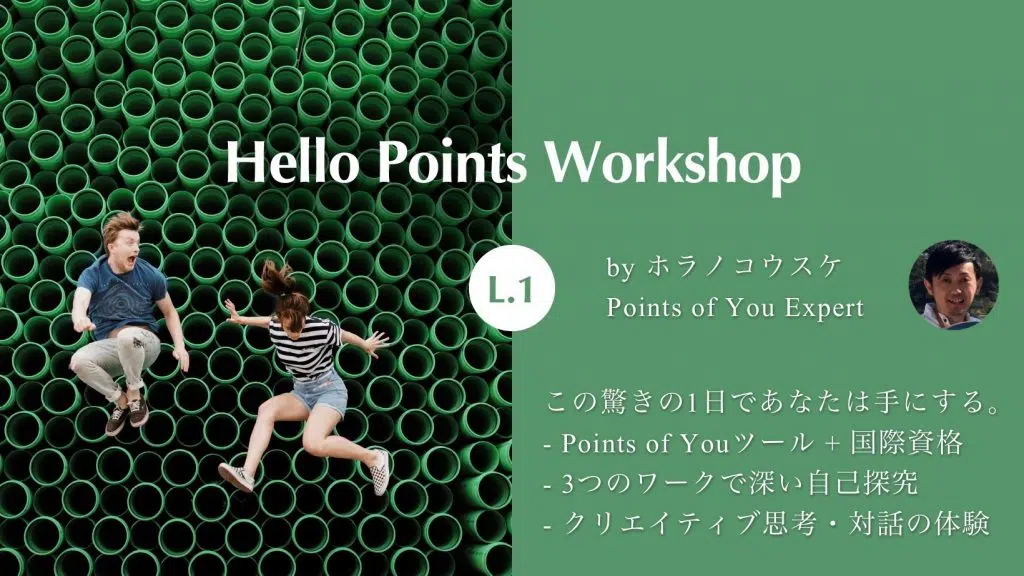 Hello Points Workshop
L.1
by ホラノコウスケ
Points of You Expert
この驚きの1日であなたは手にする。
- Points of Youツール + 国際資格
- 3つのワークで深い自己探究
- クリエイティブ思考・対話の体験